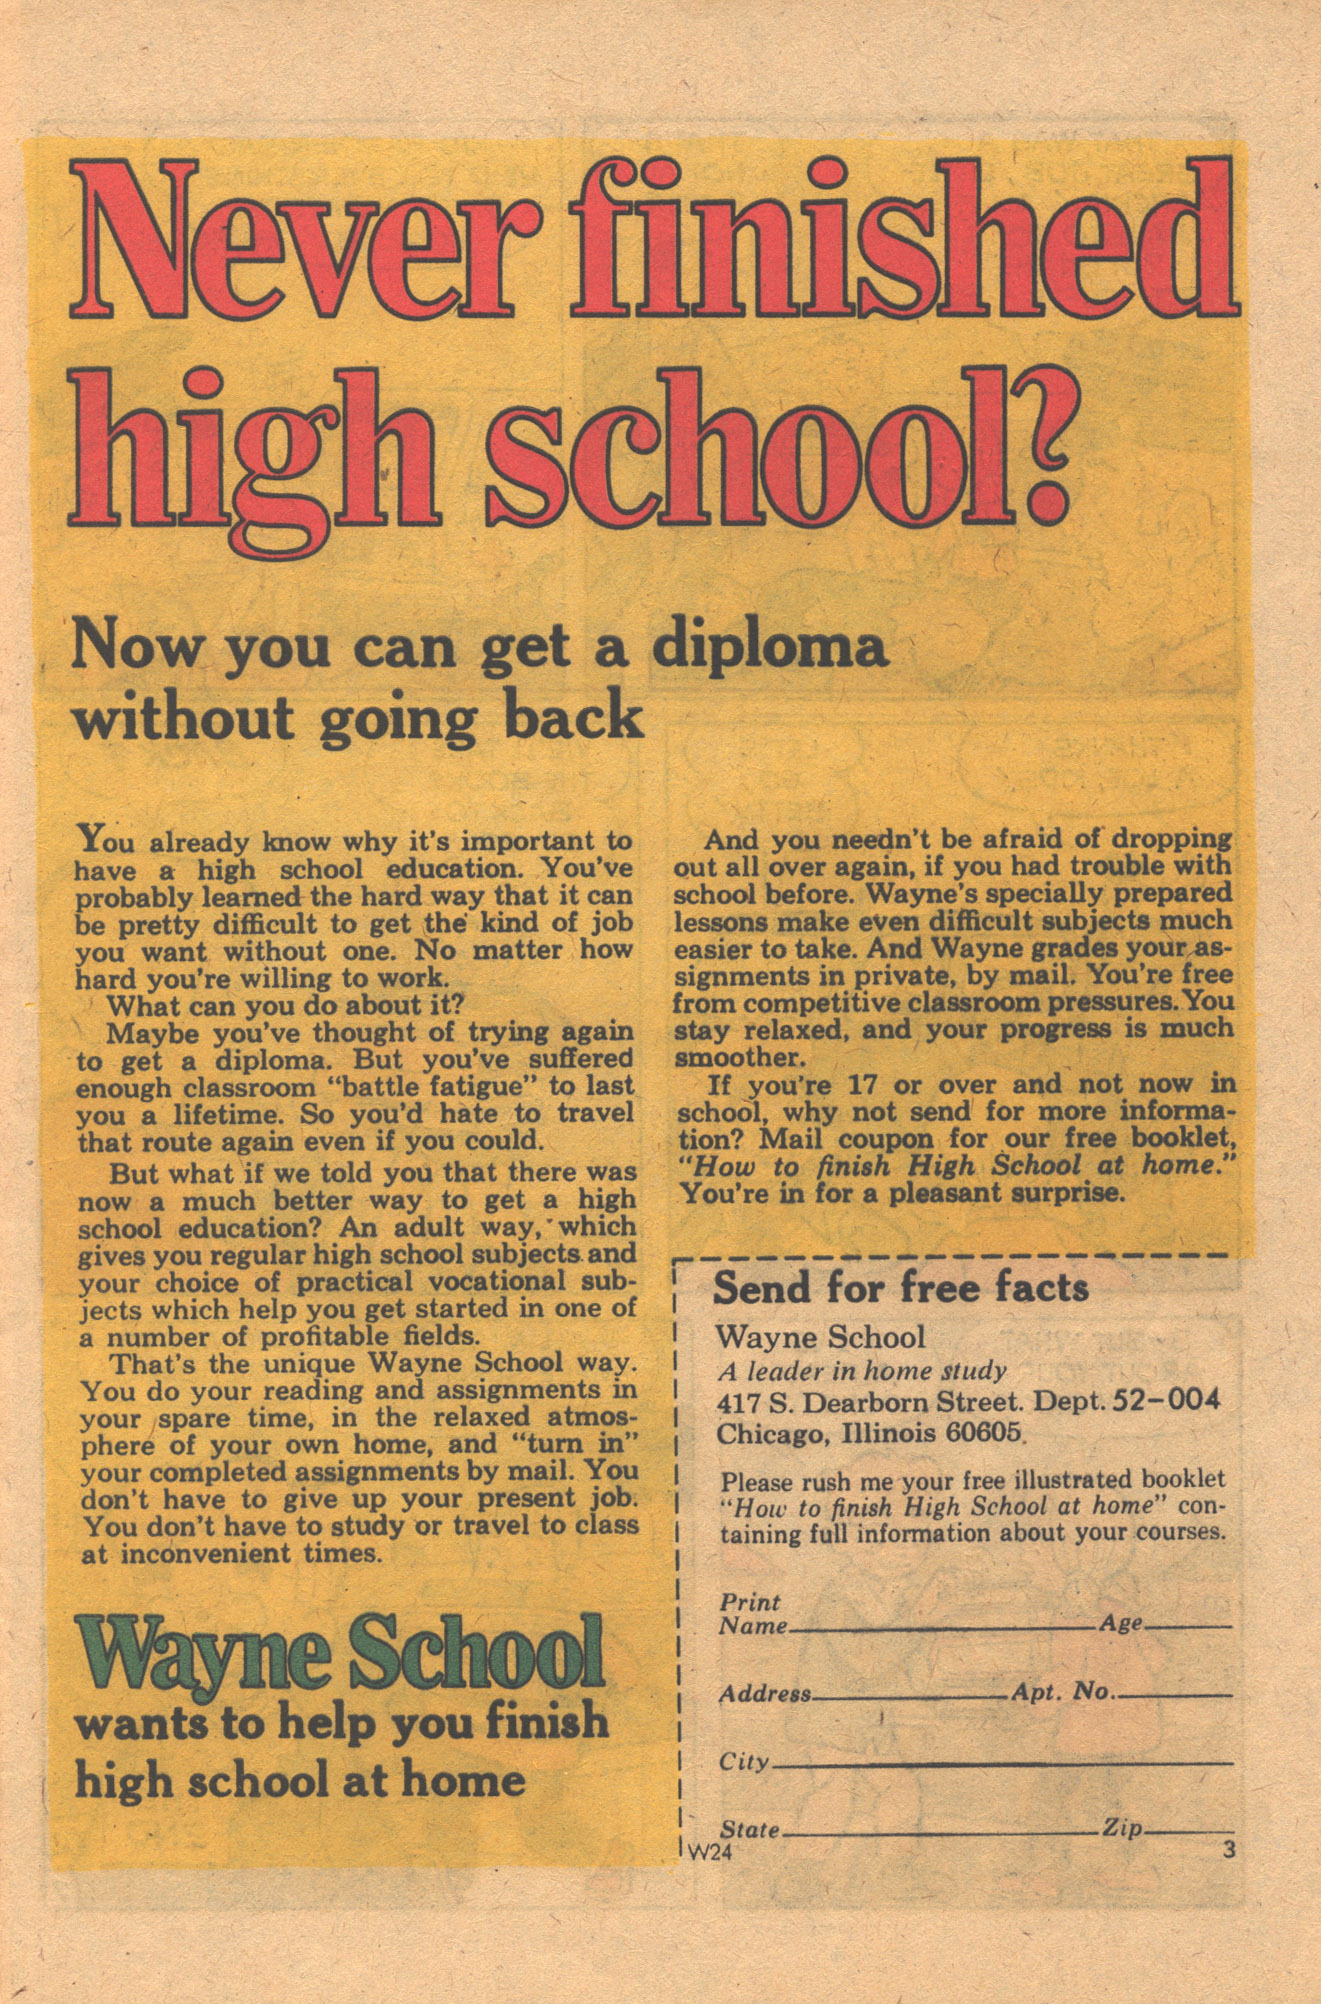 Never finished
high school?
Now you can get a diploma
without going back
You already know why it's important to
have a high school education. You've
probably learned the hard way that it can
be pretty difficult to get the kind of job
you want without one. No matter how
hard you're willing to work.
What can you do about it?
Maybe you've thought of trying again
to get a diploma. But you've suffered
enough classroom "battle fatigue" to last
you a lifetime. So you'd hate to travel
that route again even if you could.
But what if we told you that there was
now a much better way to get a high
school education? An adult way, which
gives you regular high school subjects and
your choice of practical vocational sub-
jects which help you get started in one of
a number of profitable fields.
That's the unique Wayne School way.
You do your reading and assignments in
your spare time, in the relaxed atmos-
phere of your own home, and "turn in"
your completed assignments by mail. You
don't have to give up your present job.
You don't have to study or travel to class
at inconvenient times.
Wayne School
wants to help you finish
high school at home
And you needn't be afraid of dropping
out all over again, if you had trouble with
school before. Wayne's specially prepared
lessons make even difficult subjects much
easier to take. And Wayne grades your as-
signments in private, by mail. You're free
from competitive classroom pressures. You
stay relaxed, and your progress is much
smoother.
If you're 17 or over and not now in
school, why not send for more informa-
tion? Mail coupon for our free booklet,
"How to finish High School at home."
You're in for a pleasant surprise.
Send for free facts
Wayne School
A leader in home study
417 S. Dearborn Street. Dept. 52-004
Chicago, Illinois 60605.
Please rush me your free illustrated booklet
"How to finish High School at home" con-
taining full information about your courses.
Print
Name Age
Address Apt. No.
City
State Zip
W24 3